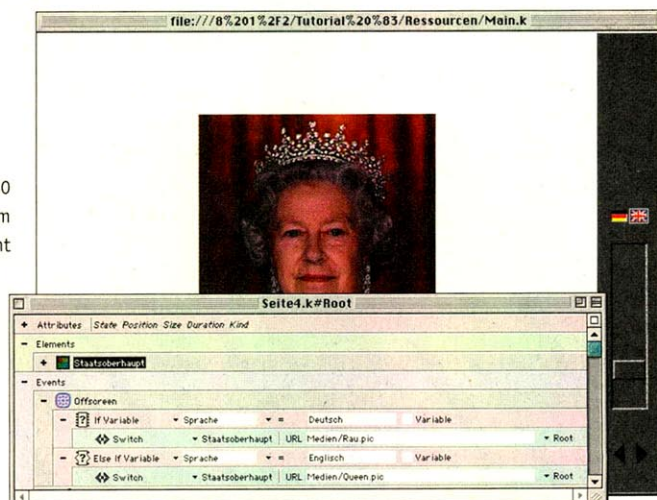 file:///8%201%2F2/Tutorial%20%83/Ressourcen/Main.k
0
m
nt
Seite4.k#Root
+ Attributes | State Position Size Duration Kind
- Elements
+ Staatsoberhaupt
- Events
- Offscreen
- If Variable Sprache = Deutsch Variable
Switch Staatsoberhaupt URL Medien/Rau.pic Root
- Else If Variable Sprache = Englisch Variable
Switch Staatsoberhaupt URL Medien/Queen.pic Root